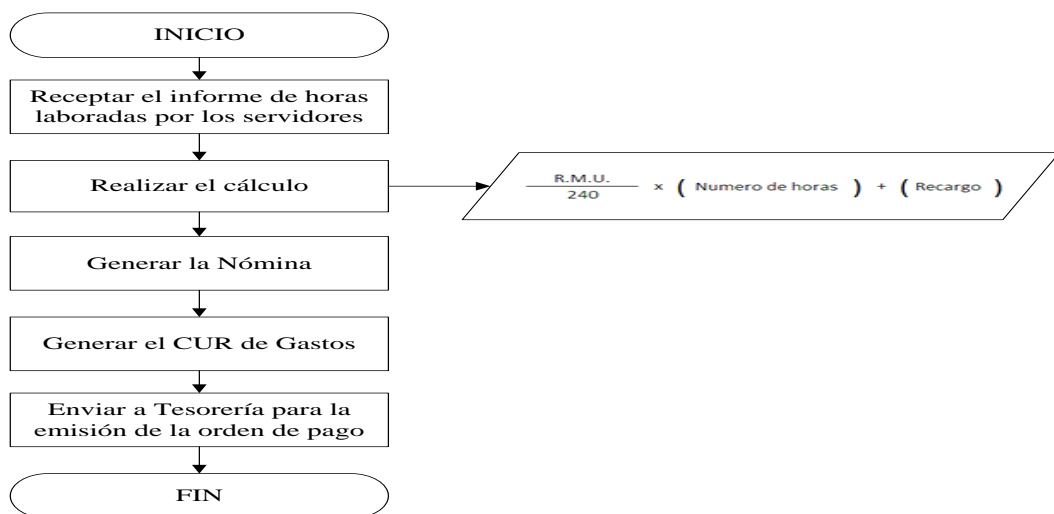 INICIO
Receptar el informe de horas
laboradas por los servidores
Realizar el cálculo
R.M.U.
240
x ( Numero de horas ) + ( Recargo )
Generar la Nómina
Generar el CUR de Gastos
Enviar a Tesorería para la
emisión de la orden de pago
FIN